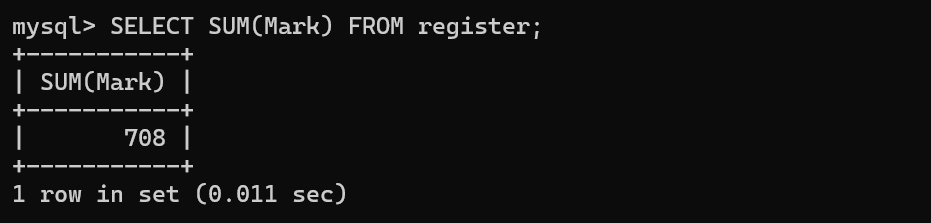 mysql> SELECT SUM(Mark) FROM register;
+-----------+
| SUM(Mark) |
+-----------+
|       708 |
+-----------+
1 row in set (0.011 sec)